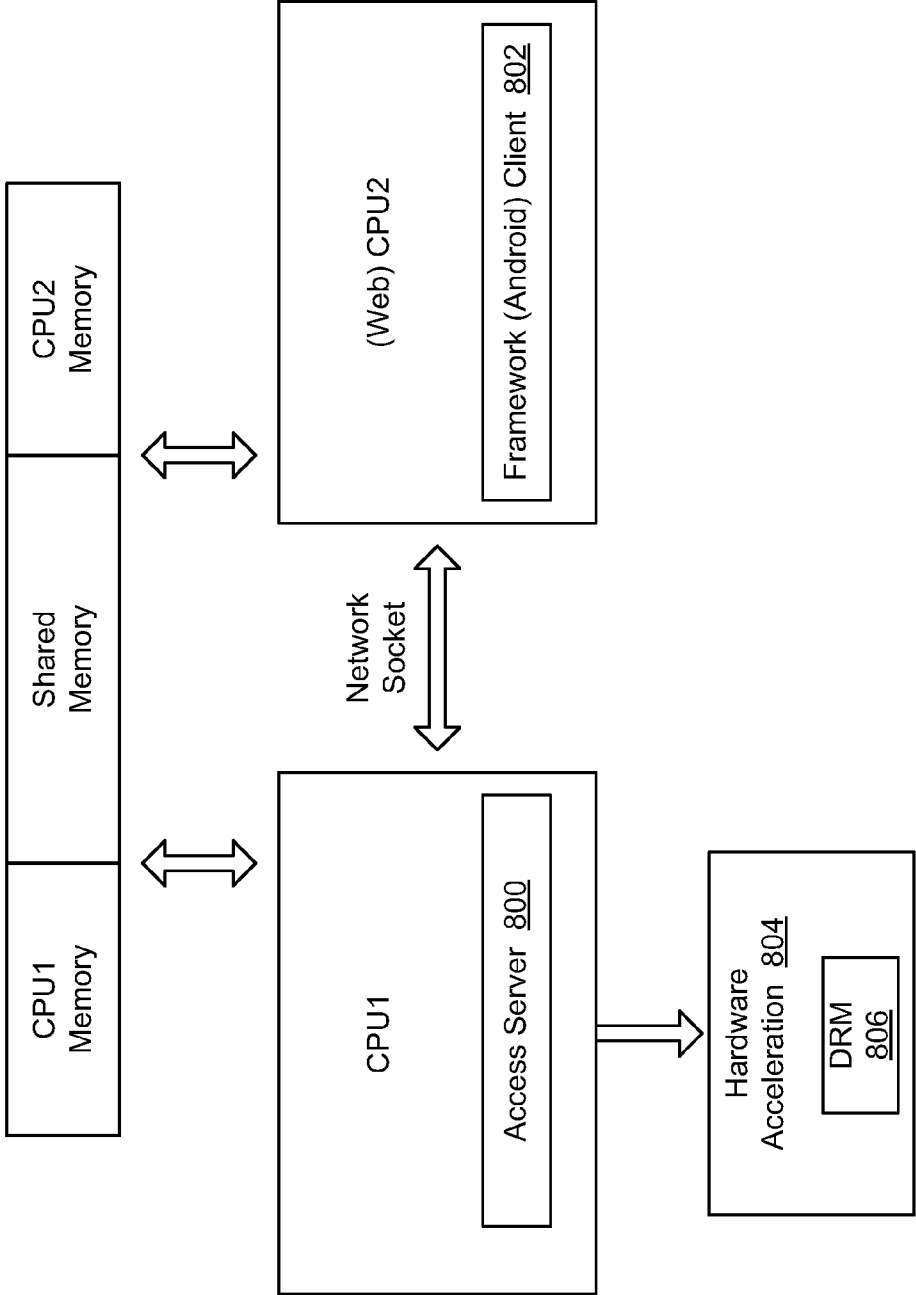 CPU1
Memory
Shared
Memory
CPU2
Memory
CPU1
Access Server 800
Network
Socket
(Web) CPU2
Framework (Android) Client 802
Hardware
Acceleration 804
DRM
806